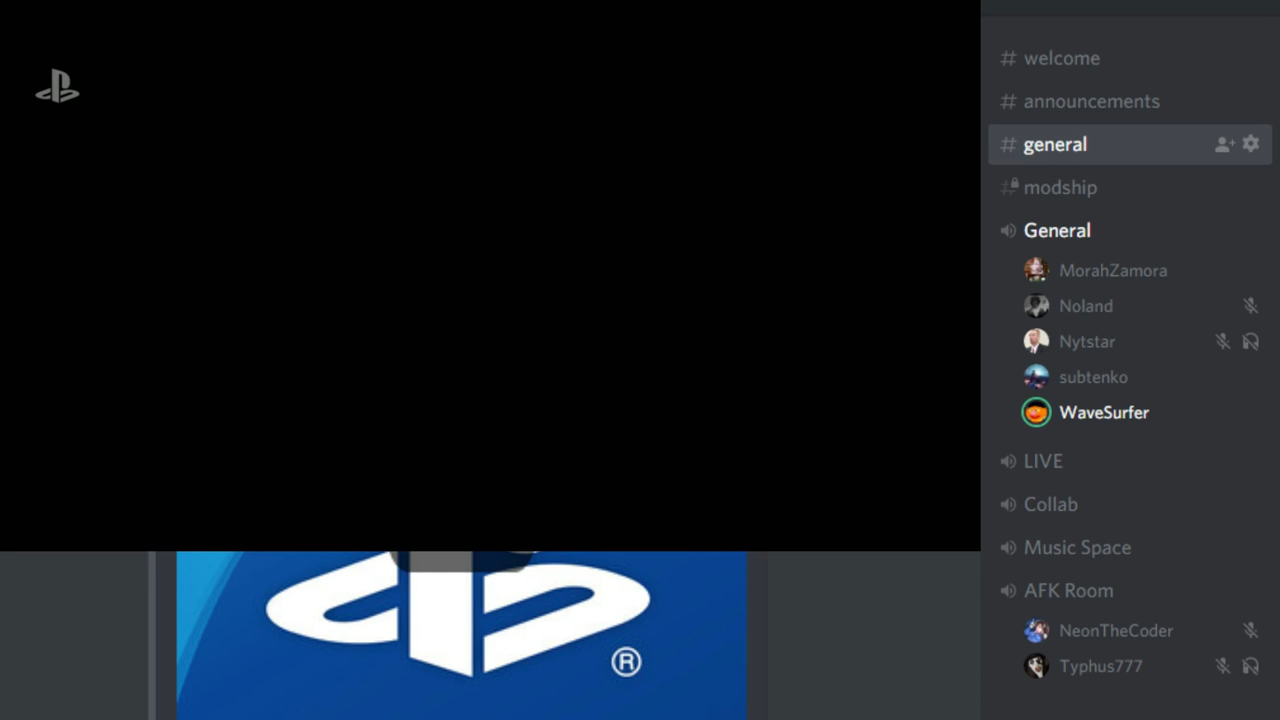 # welcome
# announcements
# general
# modship
General
MorahZamora
Noland
Nytstar
subtenko
WaveSurfer
LIVE
Collab
Music Space
AFK Room
NeonTheCoder
Typhus777
®